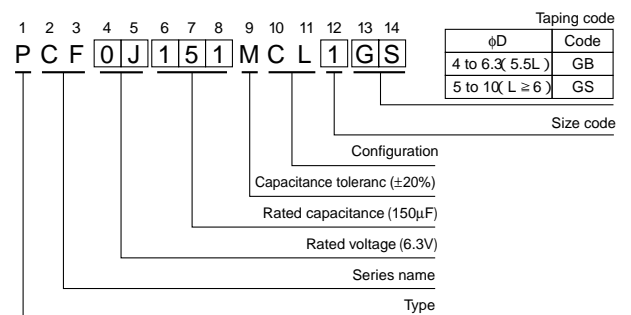 Taping code
1 2 3 4 5 6 7 8 9 10 11 12 13 14
P C F 0 J 1 5 1 M C L 1 G S
φD Code
4 to 6.3( 5.5L ) GB
5 to 10( L ≧ 6 ) GS
Size code
Configuration
Capacitance toleranc (±20%)
Rated capacitance (150μF)
Rated voltage (6.3V)
Series name
Type